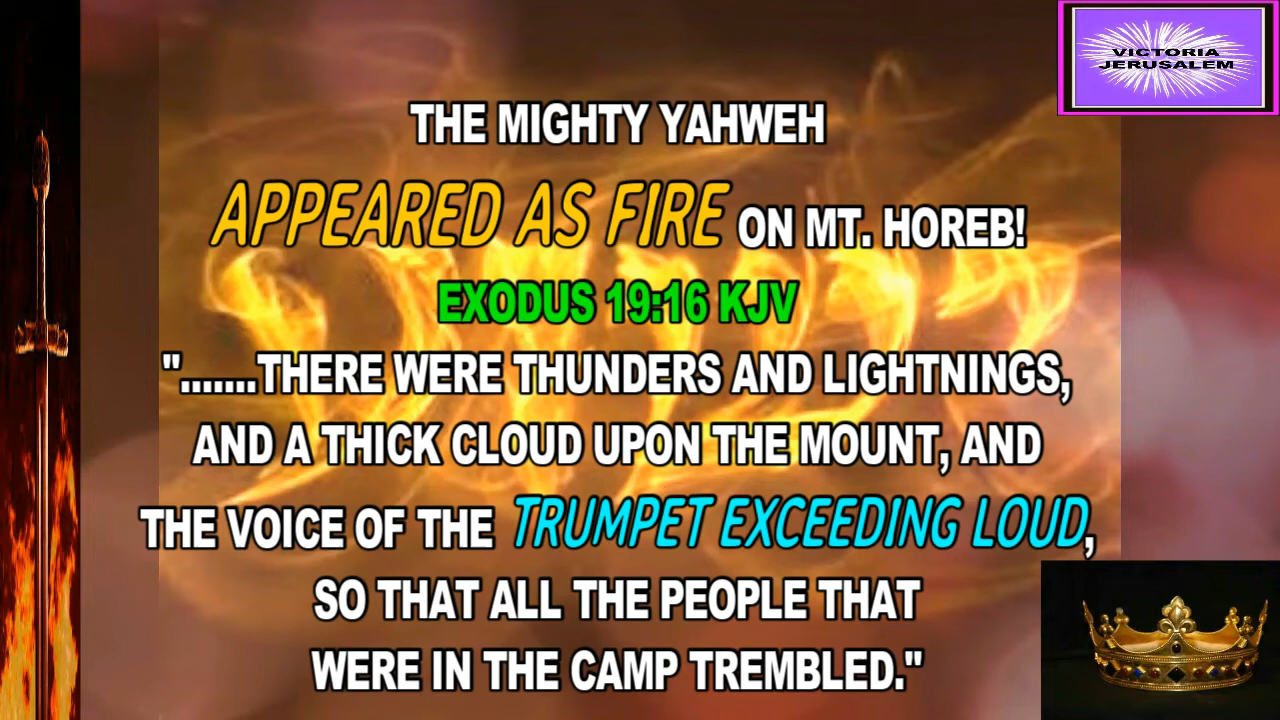 VICTORIA
JERUSALEM
THE MIGHTY YAHWEH
APPEARED AS FIRE ON MT. HOREB!
EXODUS 19:16 KJV
".......THERE WERE THUNDERS AND LIGHTNINGS,
AND A THICK CLOUD UPON THE MOUNT, AND
THE VOICE OF THE TRUMPET EXCEEDING LOUD,
SO THAT ALL THE PEOPLE THAT
WERE IN THE CAMP TREMBLED."